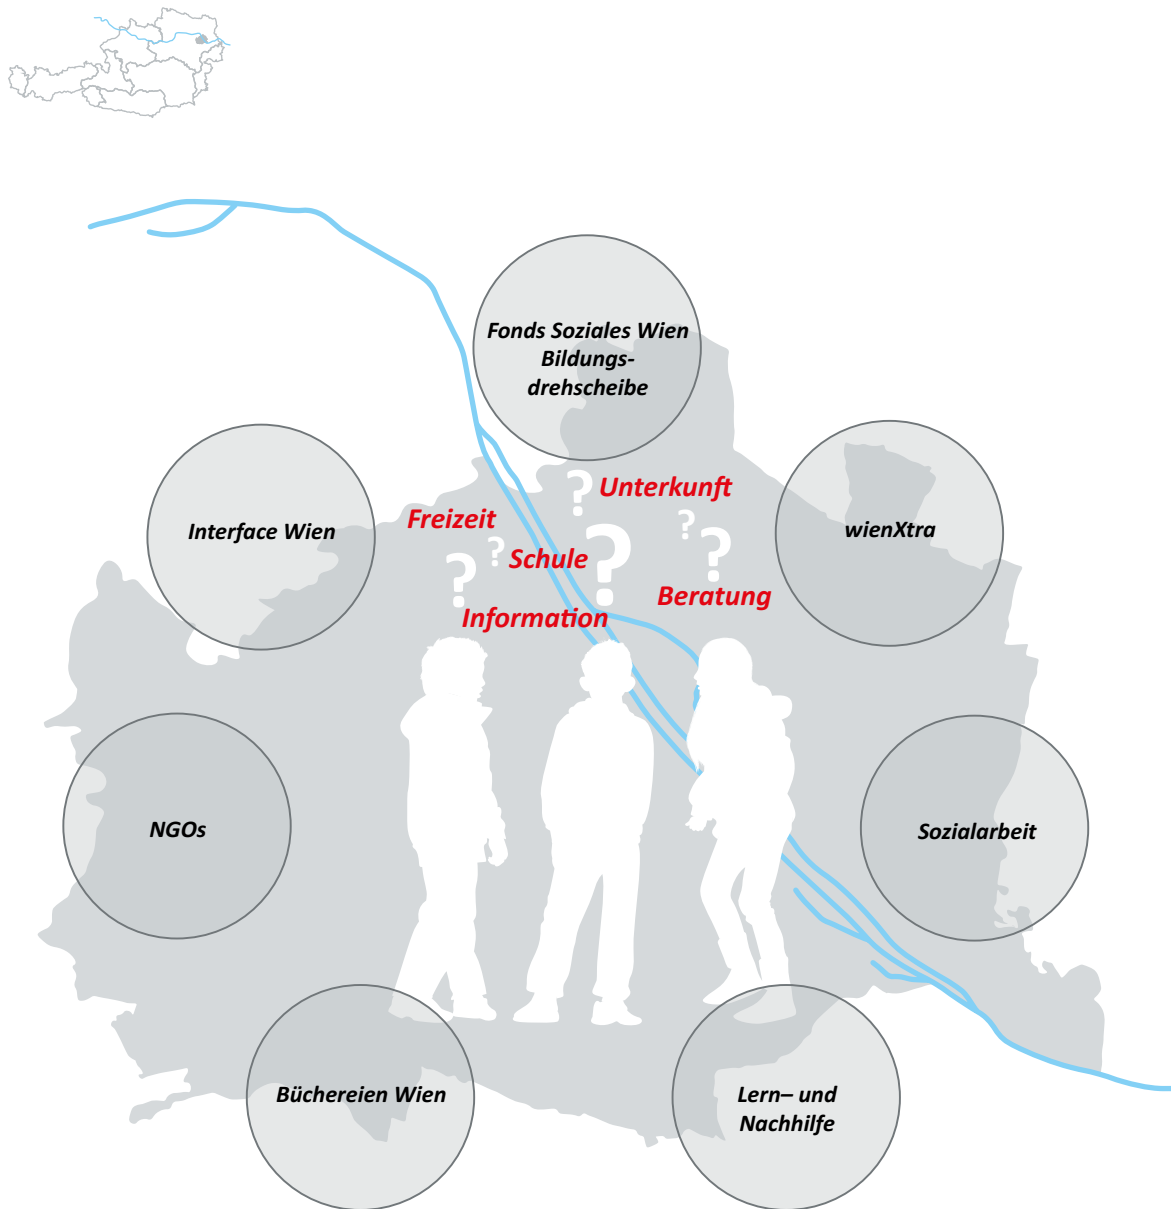 Fonds Soziales Wien
Bildungs-
drehscheibe
Interface Wien
wienXtra
?
Unterkunft
Freizeit
?
?
?
Schule
?
?
Beratung
Information
NGOs
Sozialarbeit
Büchereien Wien
Lern– und
Nachhilfe